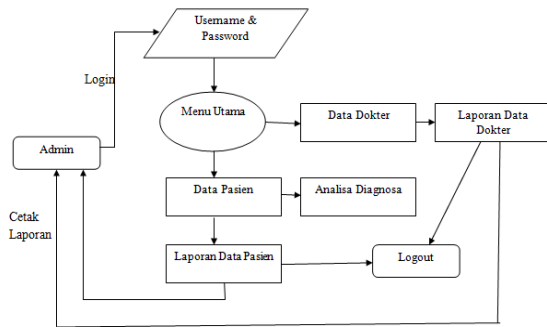 Username &
Password
Login
Menu Utama
Data Dokter
Laporan Data
Dokter
Admin
Data Pasien
Analisa Diagnosa
Cetak
Laporan
Laporan Data Pasien
Logout